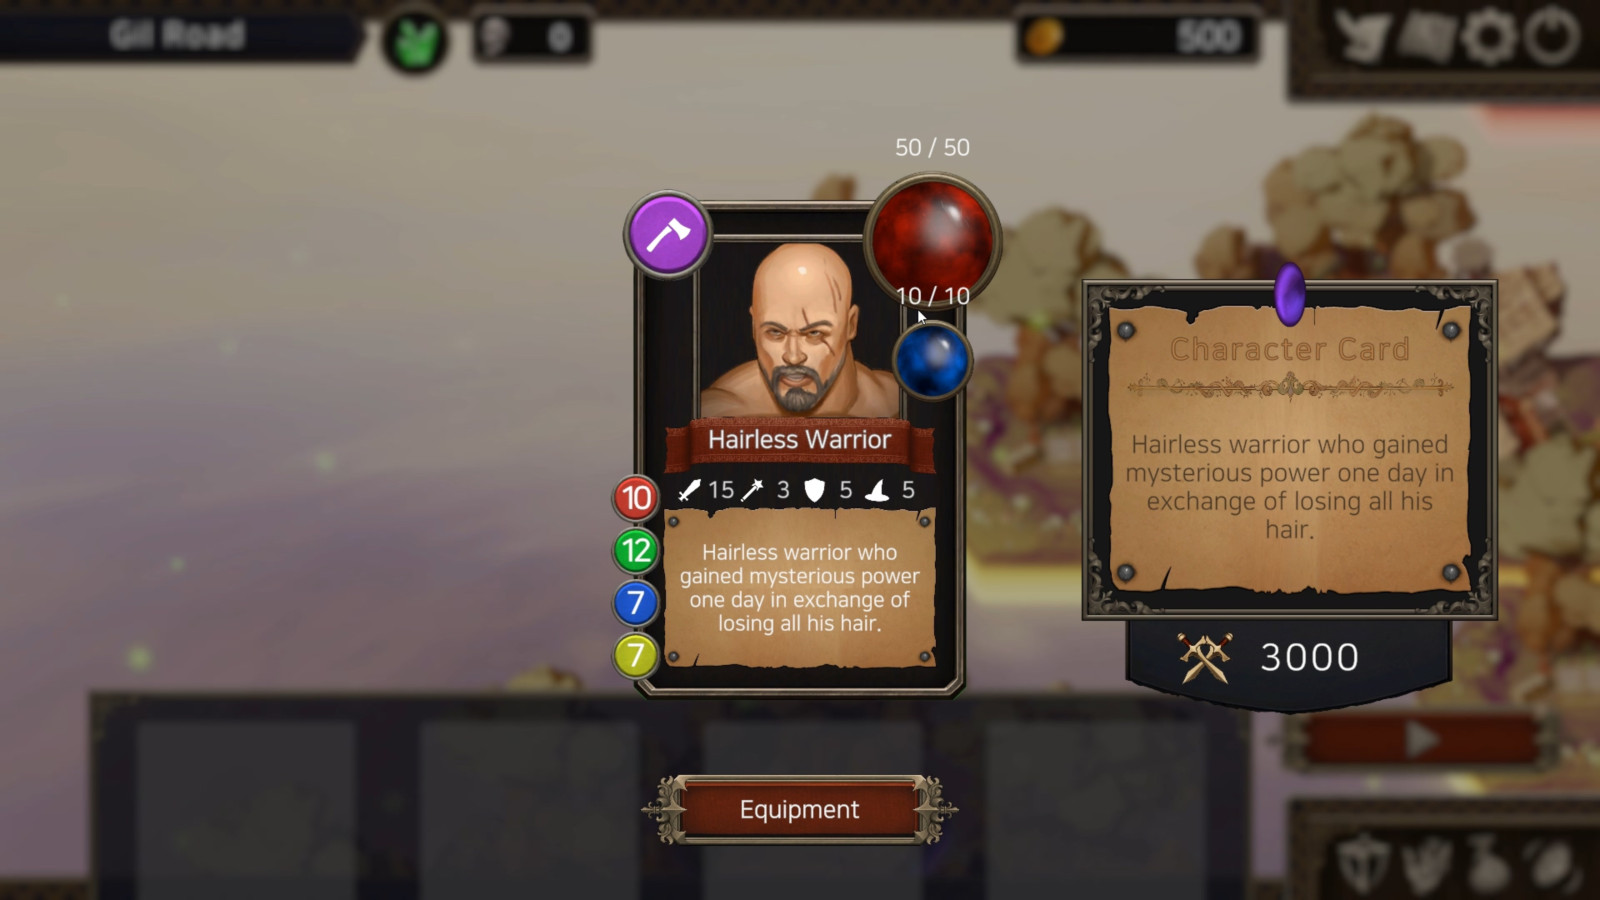 Gil Road
0
500
50 / 50
10 / 10
Hairless Warrior
15 3 5 5
10
12
7
7
Hairless warrior who
gained mysterious power
one day in exchange of
losing all his hair.
Character Card
Hairless warrior who gained
mysterious power one day in
exchange of losing all his
hair.
3000
Equipment